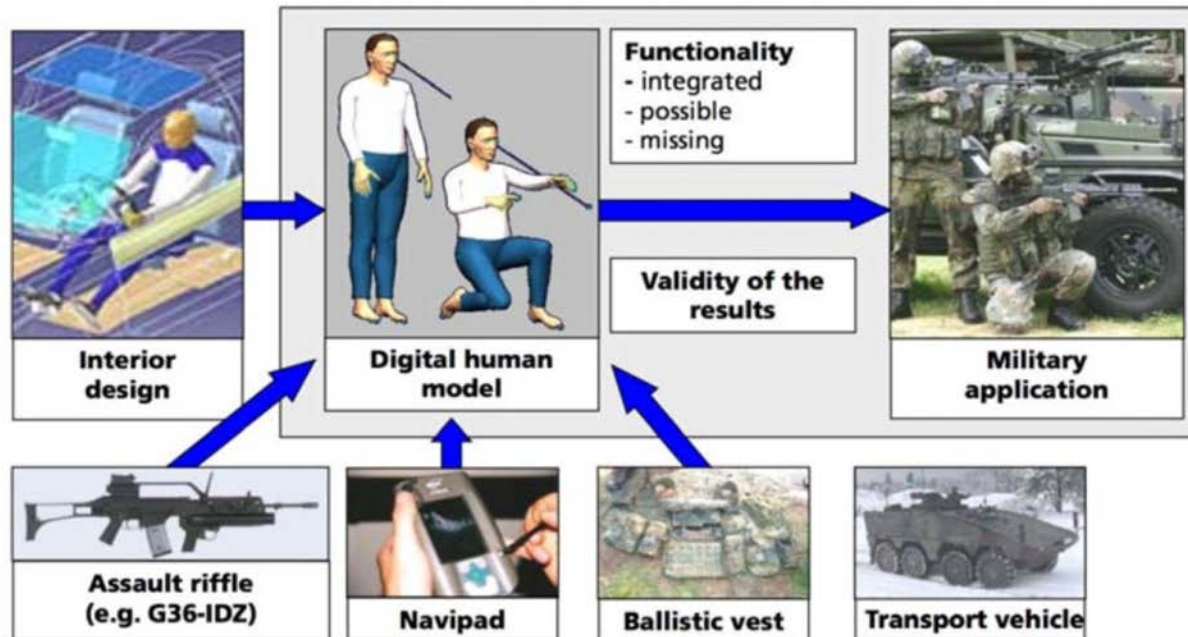 Functionality
- integrated
- possible
- missing
Validity of the
results
Interior
design
Digital human
model
Military
application
Assault riffle
(e.g. G36-IDZ)
Navipad
Ballistic vest
Transport vehicle